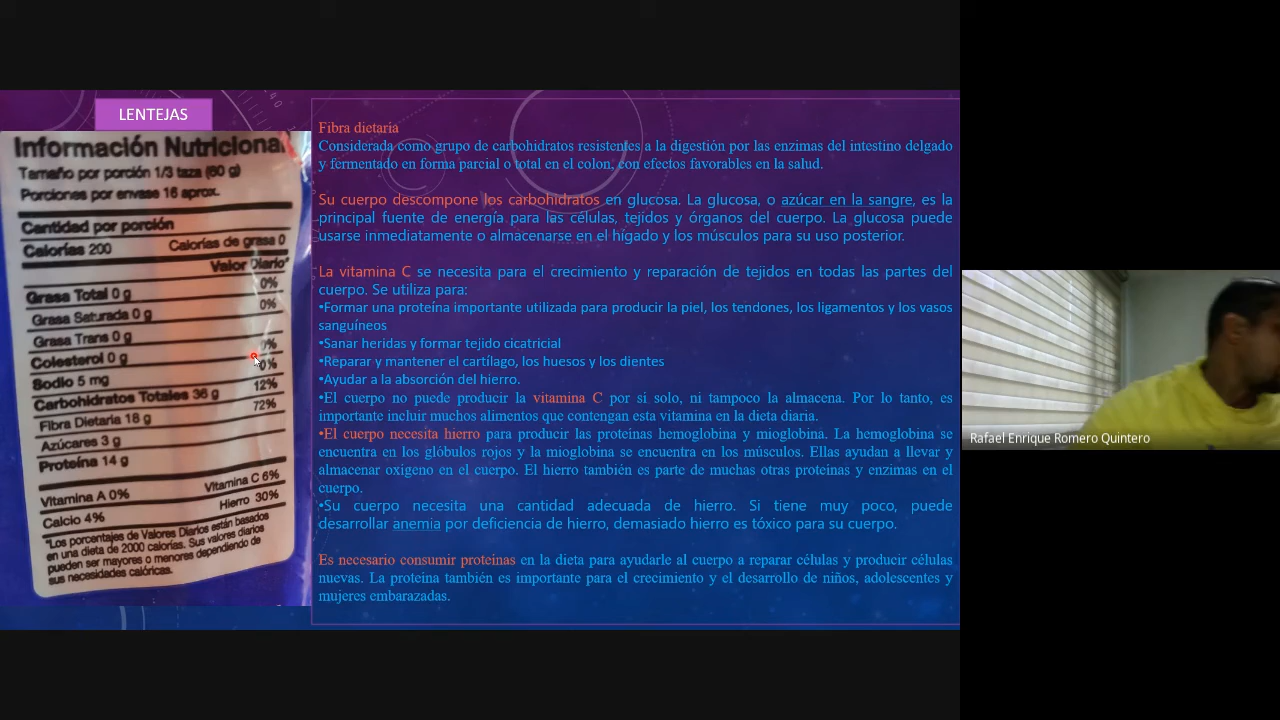 LENTEJAS
Información Nutricional
Tamaño por porción 1/3 taza (60 g)
Porciones por envase 16 aprox.
Cantidad por porción
Calorías 200 Calorías de grasa 0
Valor Diario*
Grasa Total 0 g 0%
Grasa Saturada 0 g 0%
Grasa Trans 0 g
Colesterol 0 g 0%
Sodio 5 mg 0%
Carbohidratos Totales 36 g 12%
Fibra Dietaria 18 g 72%
Azúcares 3 g
Proteína 14 g
Vitamina A 0% Vitamina C 6%
Calcio 4% Hierro 30%
*Los porcentajes de Valores Diarios están basados
en una dieta de 2000 calorías. Sus valores diarios
pueden ser mayores o menores dependiendo de
sus necesidades calóricas.
Fibra dietaria
Considerada como grupo de carbohidratos resistentes a la digestión por las enzimas del intestino delgado
y fermentado en forma parcial o total en el colon, con efectos favorables en la salud.
Su cuerpo descompone los carbohidratos en glucosa. La glucosa, o azúcar en la sangre, es la
principal fuente de energía para las células, tejidos y órganos del cuerpo. La glucosa puede
usarse inmediatamente o almacenarse en el hígado y los músculos para su uso posterior.
La vitamina C se necesita para el crecimiento y reparación de tejidos en todas las partes del
cuerpo. Se utiliza para:
•Formar una proteína importante utilizada para producir la piel, los tendones, los ligamentos y los vasos
sanguíneos
•Sanar heridas y formar tejido cicatricial
•Reparar y mantener el cartílago, los huesos y los dientes
•Ayudar a la absorción del hierro.
•El cuerpo no puede producir la vitamina C por si solo, ni tampoco la almacena. Por lo tanto, es
importante incluir muchos alimentos que contengan esta vitamina en la dieta diaria.
•El cuerpo necesita hierro para producir las proteínas hemoglobina y mioglobina. La hemoglobina se
encuentra en los glóbulos rojos y la mioglobina se encuentra en los músculos. Ellas ayudan a llevar y
almacenar oxígeno en el cuerpo. El hierro también es parte de muchas otras proteínas y enzimas en el
cuerpo.
•Su cuerpo necesita una cantidad adecuada de hierro. Si tiene muy poco, puede
desarrollar anemia por deficiencia de hierro, demasiado hierro es tóxico para su cuerpo.
Es necesario consumir proteínas en la dieta para ayudarle al cuerpo a reparar células y producir células
nuevas. La proteína también es importante para el crecimiento y el desarrollo de niños, adolescentes y
mujeres embarazadas.
Rafael Enrique Romero Quintero